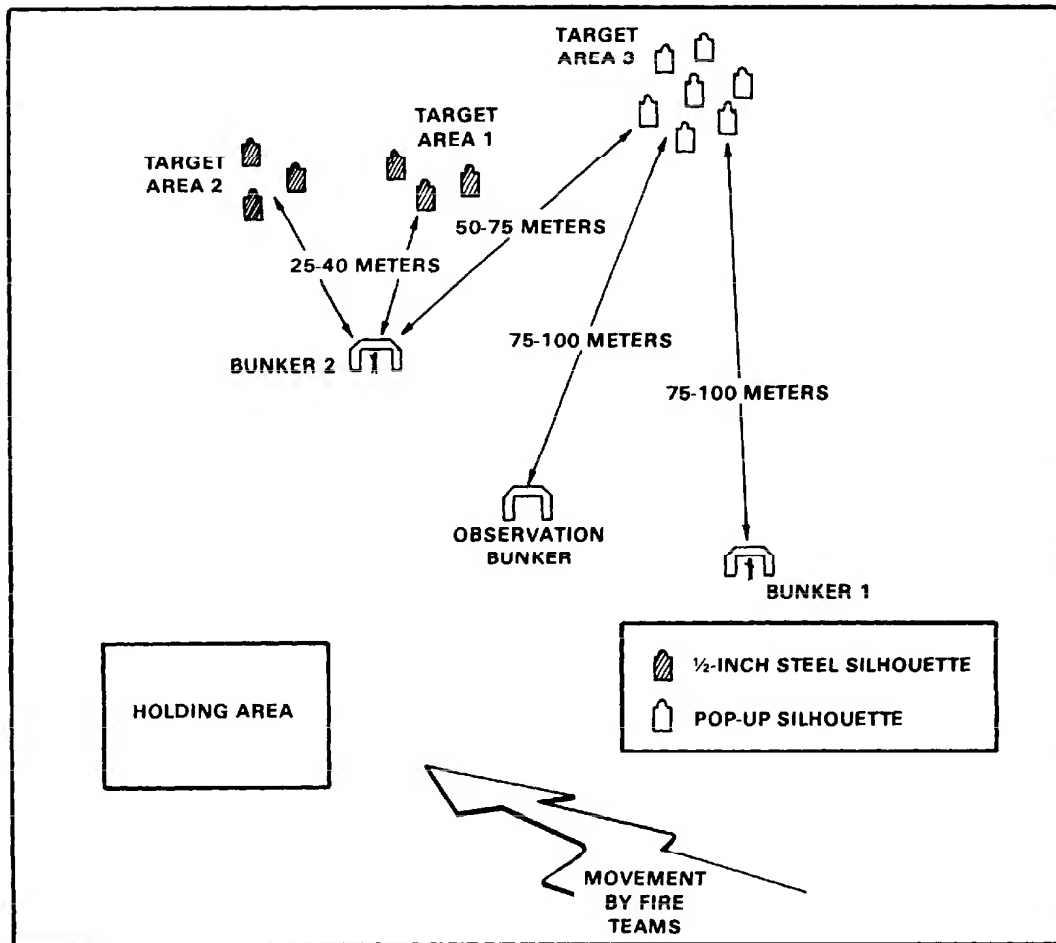 TARGET
AREA 3
TARGET
AREA 1
TARGET
AREA 2
50-75 METERS
25-40 METERS
75-100 METERS
BUNKER 2
75-100 METERS
OBSERVATION
BUNKER
BUNKER 1
½-INCH STEEL SILHOUETTE
POP-UP SILHOUETTE
HOLDING AREA
MOVEMENT
BY FIRE
TEAMS